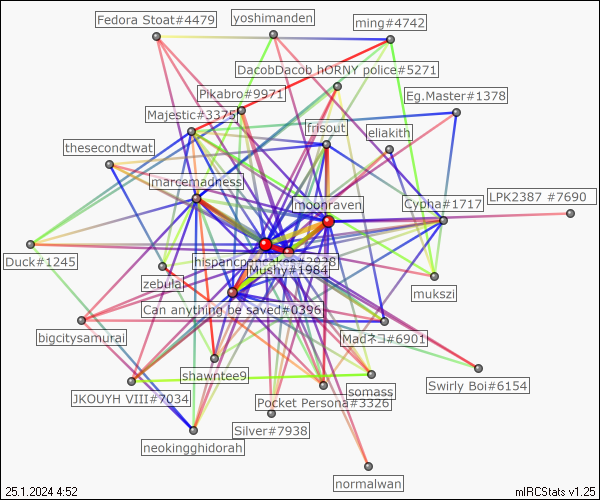 Fedora Stoat#4479
yoshimanden
ming#4742
DacobDacob hORNY police#5271
Pikabro#9971
Eg.Master#1378
Majestic#3375
frisout
eliakith
thesecondtwat
marcemadness
LPK2387 #7690
moonraven
Cypha#1717
Duck#1245
hispanicpancakes#3928
Mushy#1984
zebula
mukszi
Can anything be saved#0396
bigcitysamurai
Madネコ#6901
shawntee9
Swirly Boi#6154
JKOUYH VIII#7034
somass
Pocket Persona#3326
Silver#7938
neokingghidorah
normalwan
25.1.2024 4:52
mIRCStats v1.25